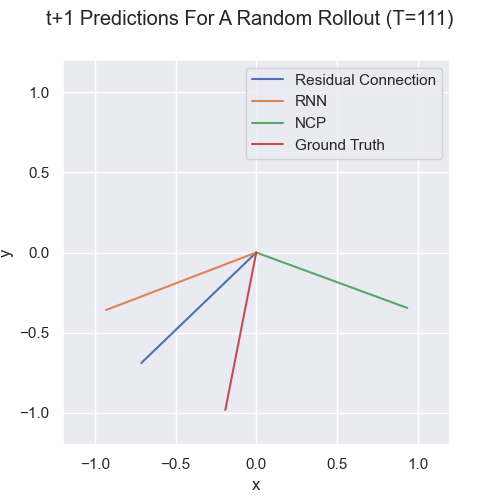 t+1 Predictions For A Random Rollout (T=111)
Residual Connection
RNN
NCP
Ground Truth
1.0
0.5
0.0
−0.5
−1.0
y
−1.0 −0.5 0.0 0.5 1.0
x